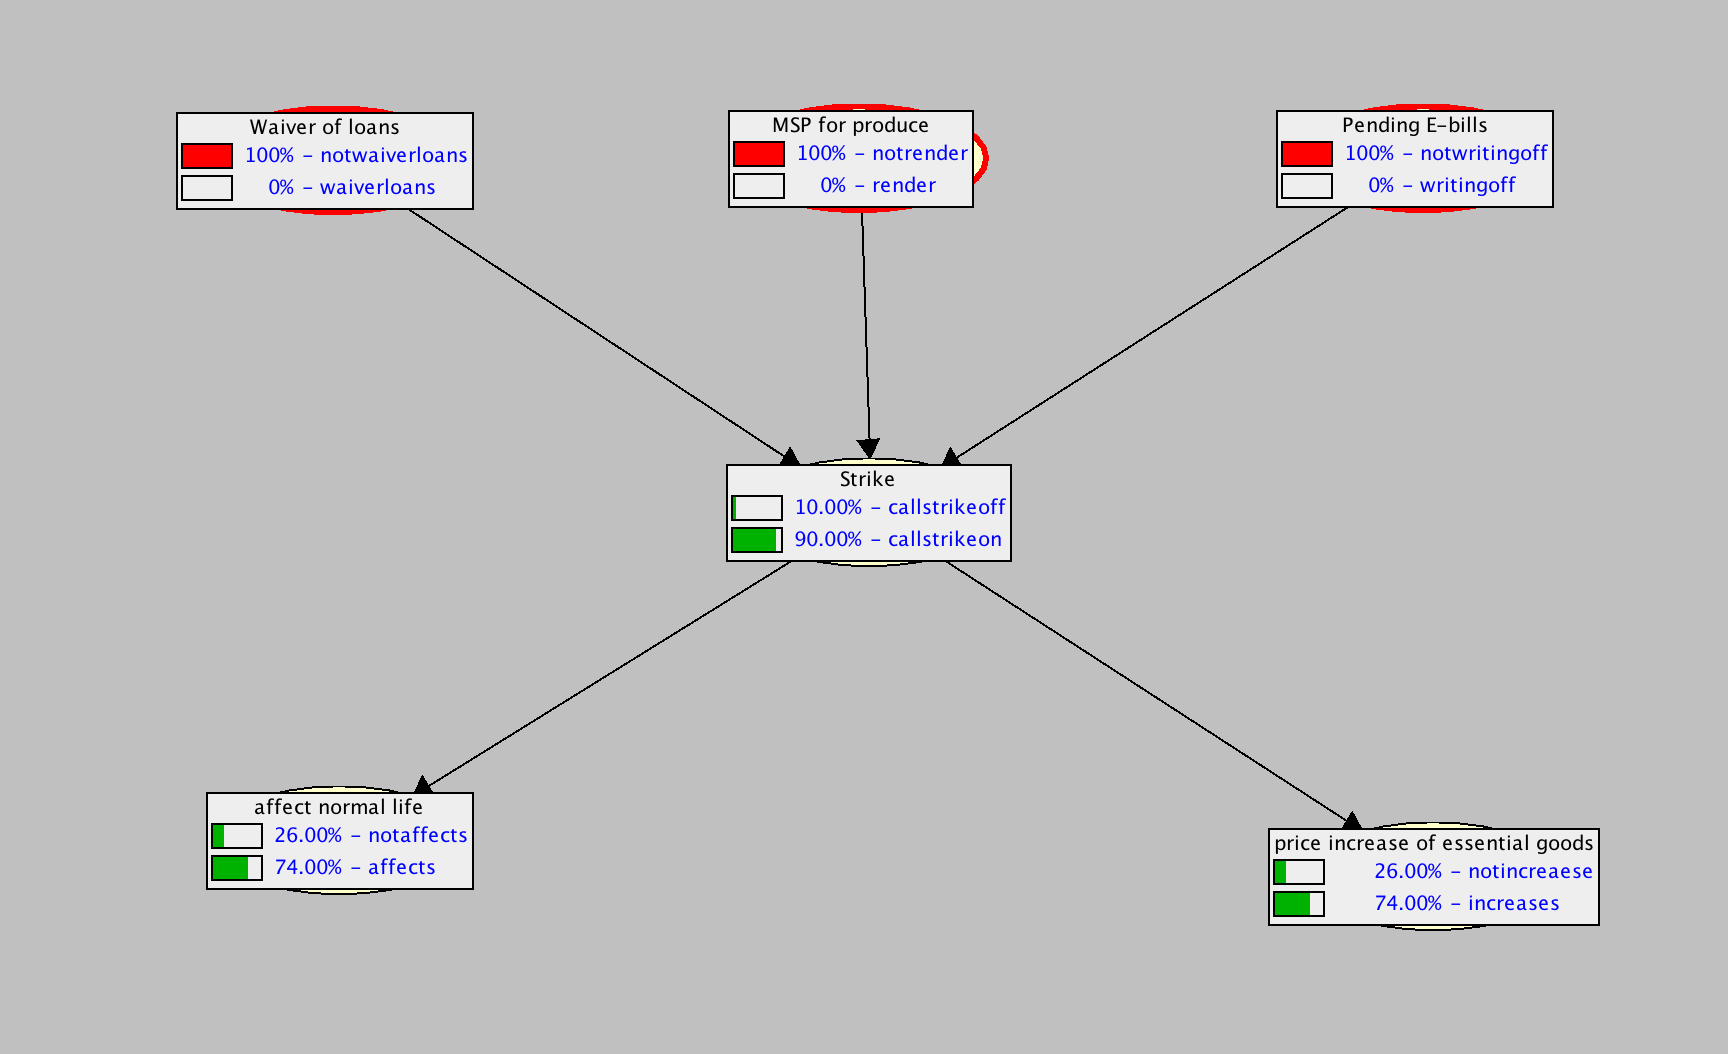 Waiver of loans
100% - notwaiverloans
0% - waiverloans
MSP for produce
100% - notrender
0% - render
Pending E-bills
100% - notwritingoff
0% - writingoff
Strike
10.00% - callstrikeoff
90.00% - callstrikeon
affect normal life
26.00% - notaffects
74.00% - affects
price increase of essential goods
26.00% - notincreaese
74.00% - increases